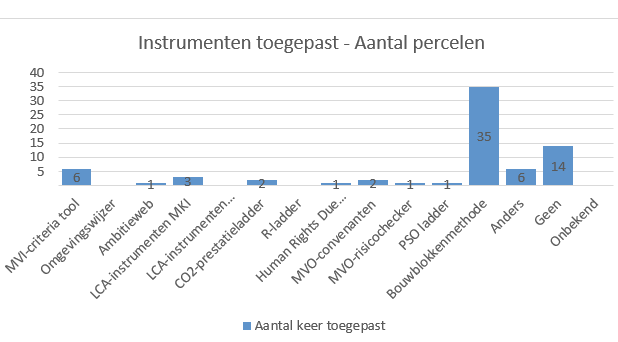 Instrumenten toegepast - Aantal percelen
40
35
30
25
20
15
10
5
6
1
3
2
1
2
1
1
35
6
14
MVI-criteria tool
Omgevingswijzer
Ambitieweb
LCA-instrumenten MKI
LCA-instrumenten...
CO2-prestatieladder
R-ladder
Human Rights Due...
MVO-convenanten
MVO-risicochecker
PSO ladder
Bouwblokkenmethode
Anders
Geen
Onbekend
Aantal keer toegepast